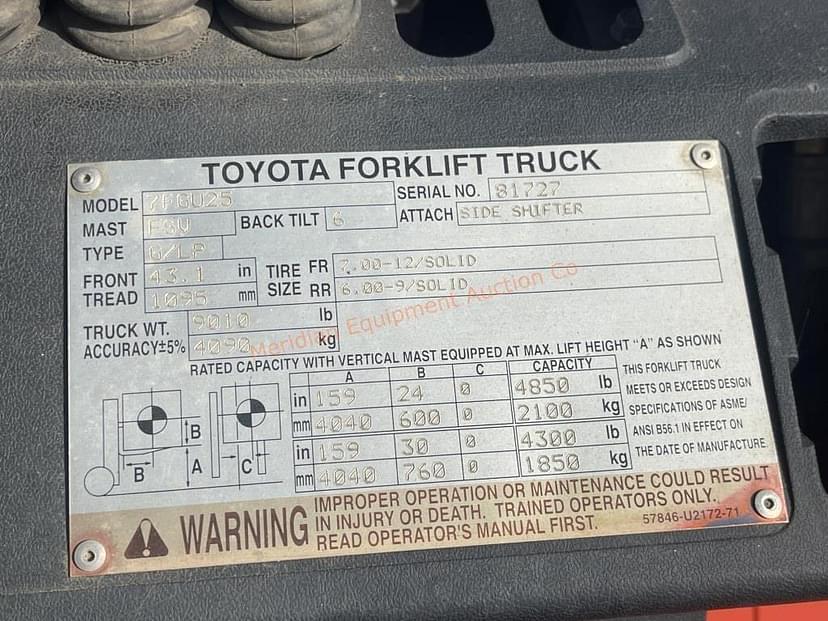 TOYOTA FORKLIFT TRUCK
MODEL 7FGU25 SERIAL NO. 81727
MAST FSV BACK TILT 6 ATTACH SIDE SHIFTER
TYPE G/LP
FRONT TREAD 43.1 in 1095 mm
TIRE SIZE FR 7.00-12/SOLID
RR 6.00-9/SOLID
TRUCK WT. 9010 lb
ACCURACY±5% 4090 kg
Meridian Equipment Auction Co
RATED CAPACITY WITH VERTICAL MAST EQUIPPED AT MAX. LIFT HEIGHT "A" AS SHOWN
A B C CAPACITY
in 159 24 0 4850 lb
mm 4040 600 0 2100 kg
in 159 30 0 4300 lb
mm 4040 760 0 1850 kg
THIS FORKLIFT TRUCK
MEETS OR EXCEEDS DESIGN
SPECIFICATIONS OF ASME/
ANSI B56.1 IN EFFECT ON
THE DATE OF MANUFACTURE.
B
B A C
WARNING
IMPROPER OPERATION OR MAINTENANCE COULD RESULT
IN INJURY OR DEATH. TRAINED OPERATORS ONLY.
READ OPERATOR'S MANUAL FIRST.
57846-U2172-71